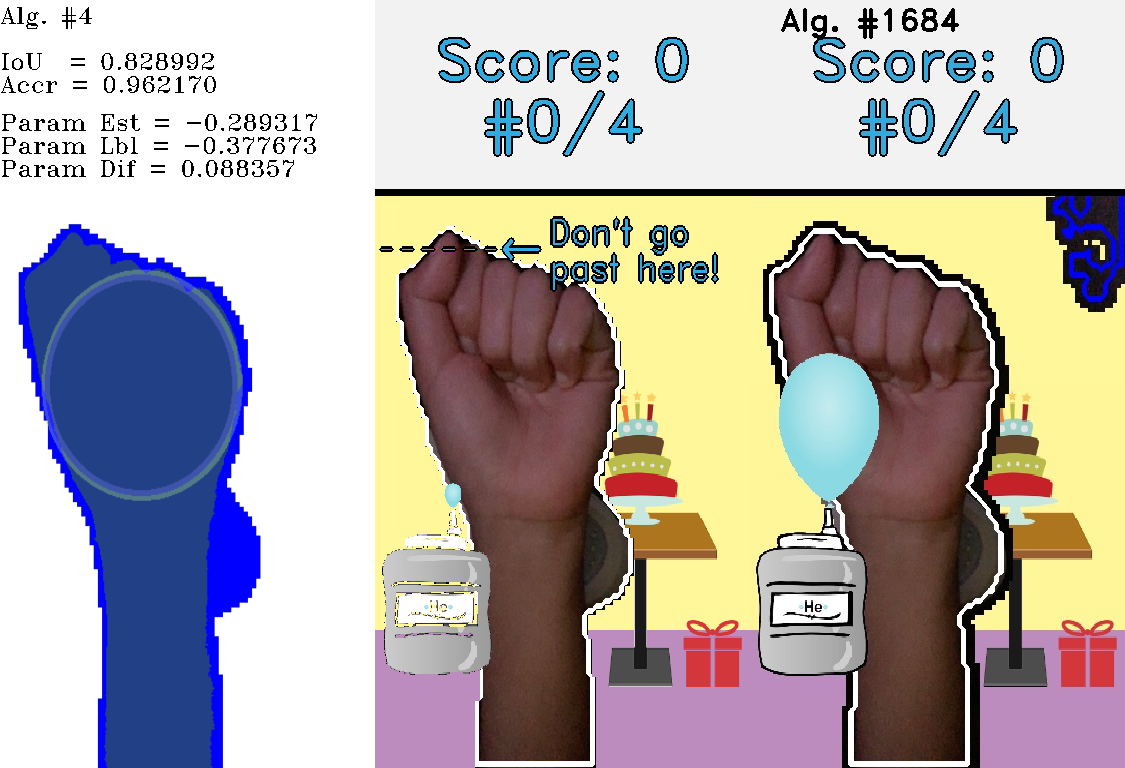 Alg. #4
IoU = 0.828992
Accr = 0.962170
Param Est = -0.289317
Param Lbl = -0.377673
Param Dif = 0.088357
Score: 0
#0/4
Don't go
past here!
He
Alg. #1684
Score: 0
#0/4
He